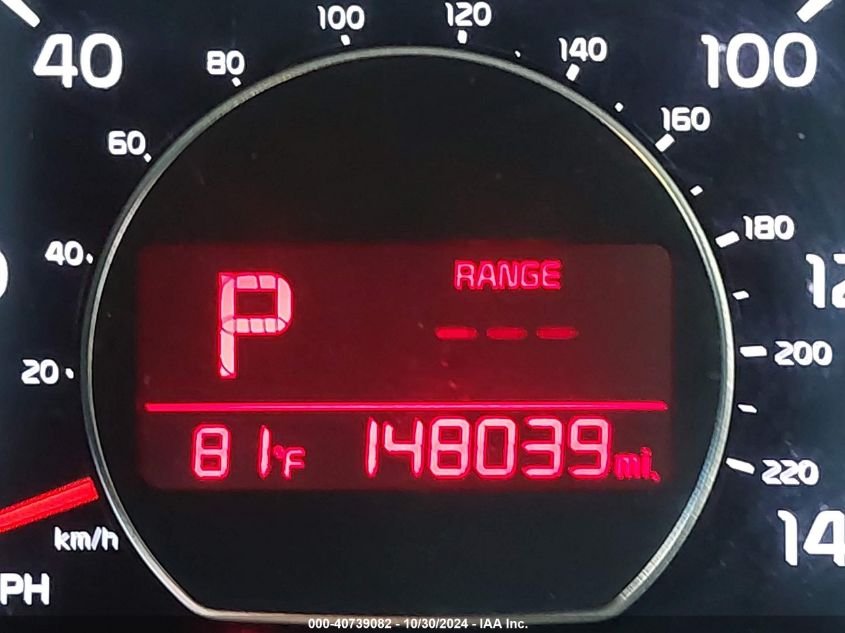 100 120
40 80 140 100
60 160
40 180
RANGE
P ---
20 200
81°F 148039 mi.
220
km/h
PH
000-40739082 - 10/30/2024 - IAA Inc.